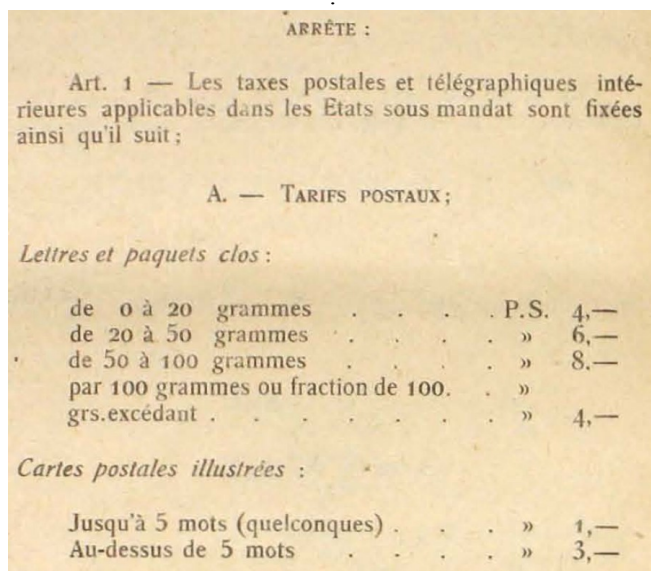 ARRÊTE :
Art. 1 — Les taxes postales et télégraphiques inté-
rieures applicables dans les Etats sous mandat sont fixées
ainsi qu'il suit ;
A. — TARIFS POSTAUX ;
Lettres et paquets clos :
de 0 à 20 grammes . . . . P.S. 4,—
de 20 à 50 grammes . . . . » 6,—
de 50 à 100 grammes . . . . » 8.—
par 100 grammes ou fraction de 100. . »
grs.excédant . . . . . . . » 4,—
Cartes postales illustrées :
Jusqu'à 5 mots (quelconques) . . . » 1,—
Au-dessus de 5 mots . . . . » 3,—